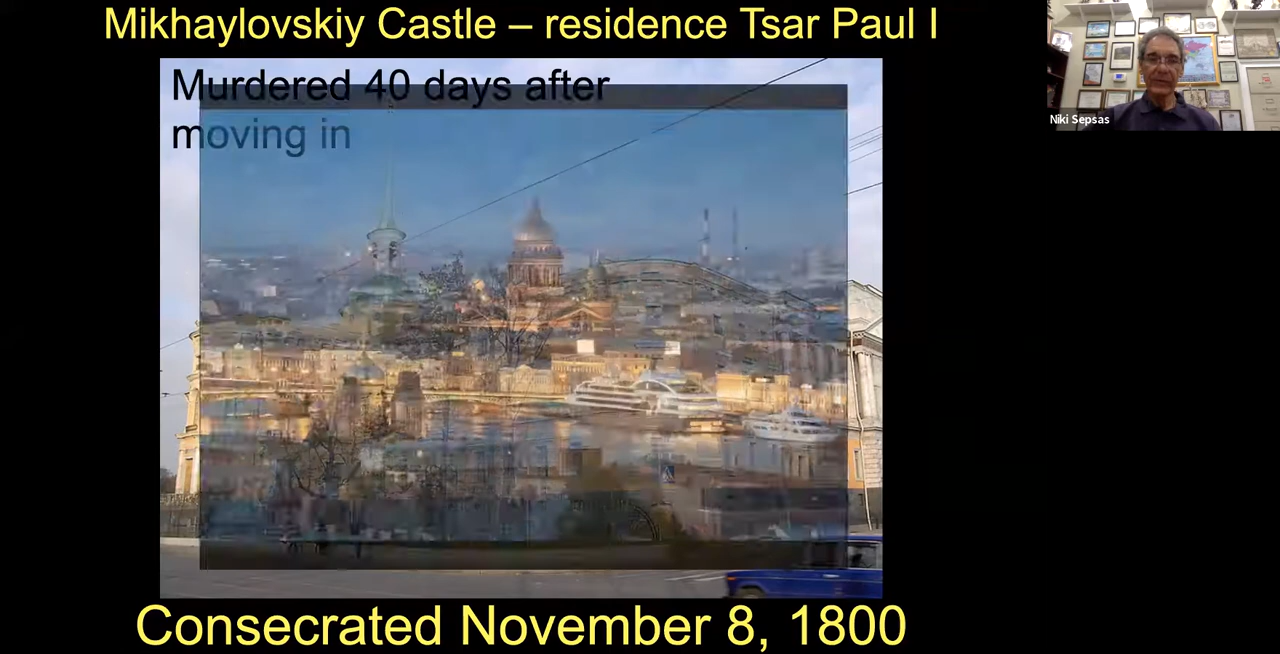 Mikhaylovskiy Castle – residence Tsar Paul I
Murdered 40 days after
moving in
Niki Sepsas
Consecrated November 8, 1800